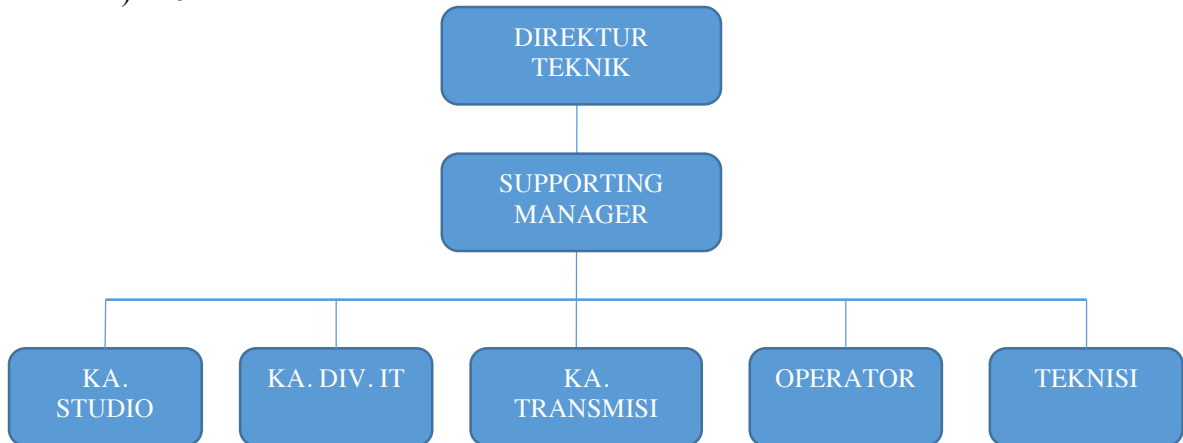 DIREKTUR
TEKNIK
SUPPORTING
MANAGER
KA.
STUDIO
KA. DIV. IT
KA.
TRANSMISI
OPERATOR
TEKNISI